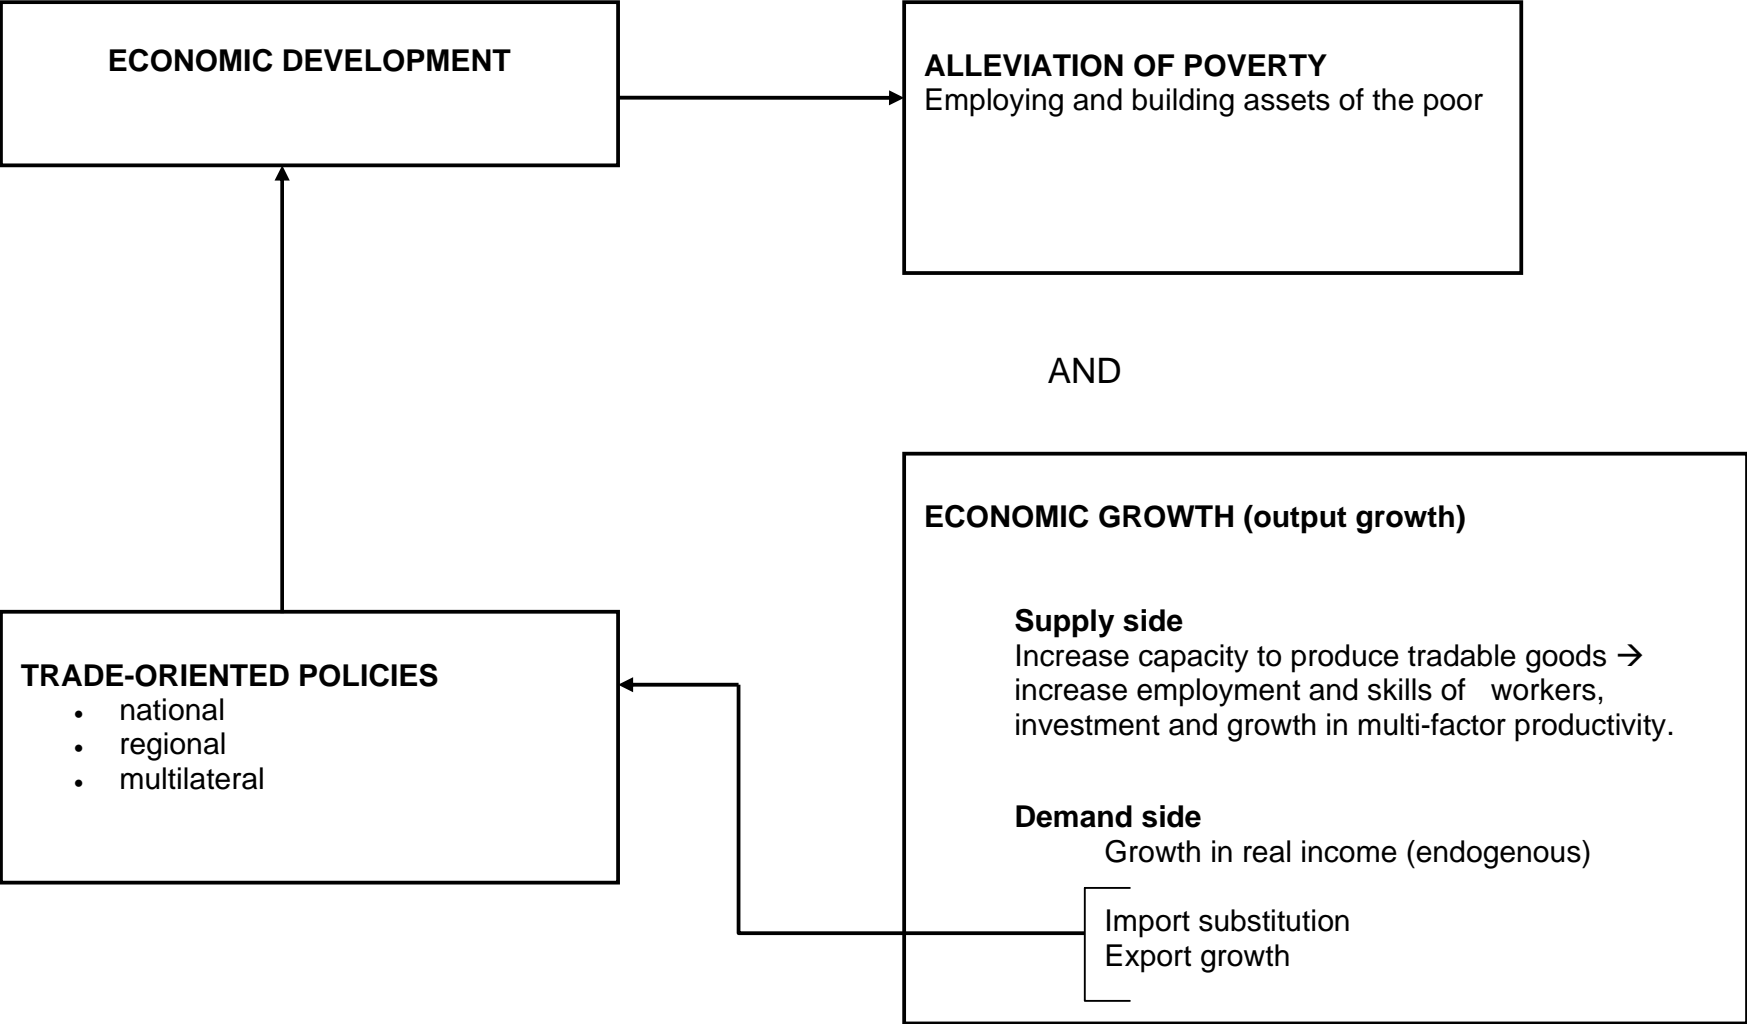 ECONOMIC DEVELOPMENT
ALLEVIATION OF POVERTY
Employing and building assets of the poor
AND
ECONOMIC GROWTH (output growth)
Supply side
Increase capacity to produce tradable goods →
increase employment and skills of   workers,
investment and growth in multi-factor productivity.
Demand side
Growth in real income (endogenous)
Import substitution
Export growth
TRADE-ORIENTED POLICIES
• national
• regional
• multilateral